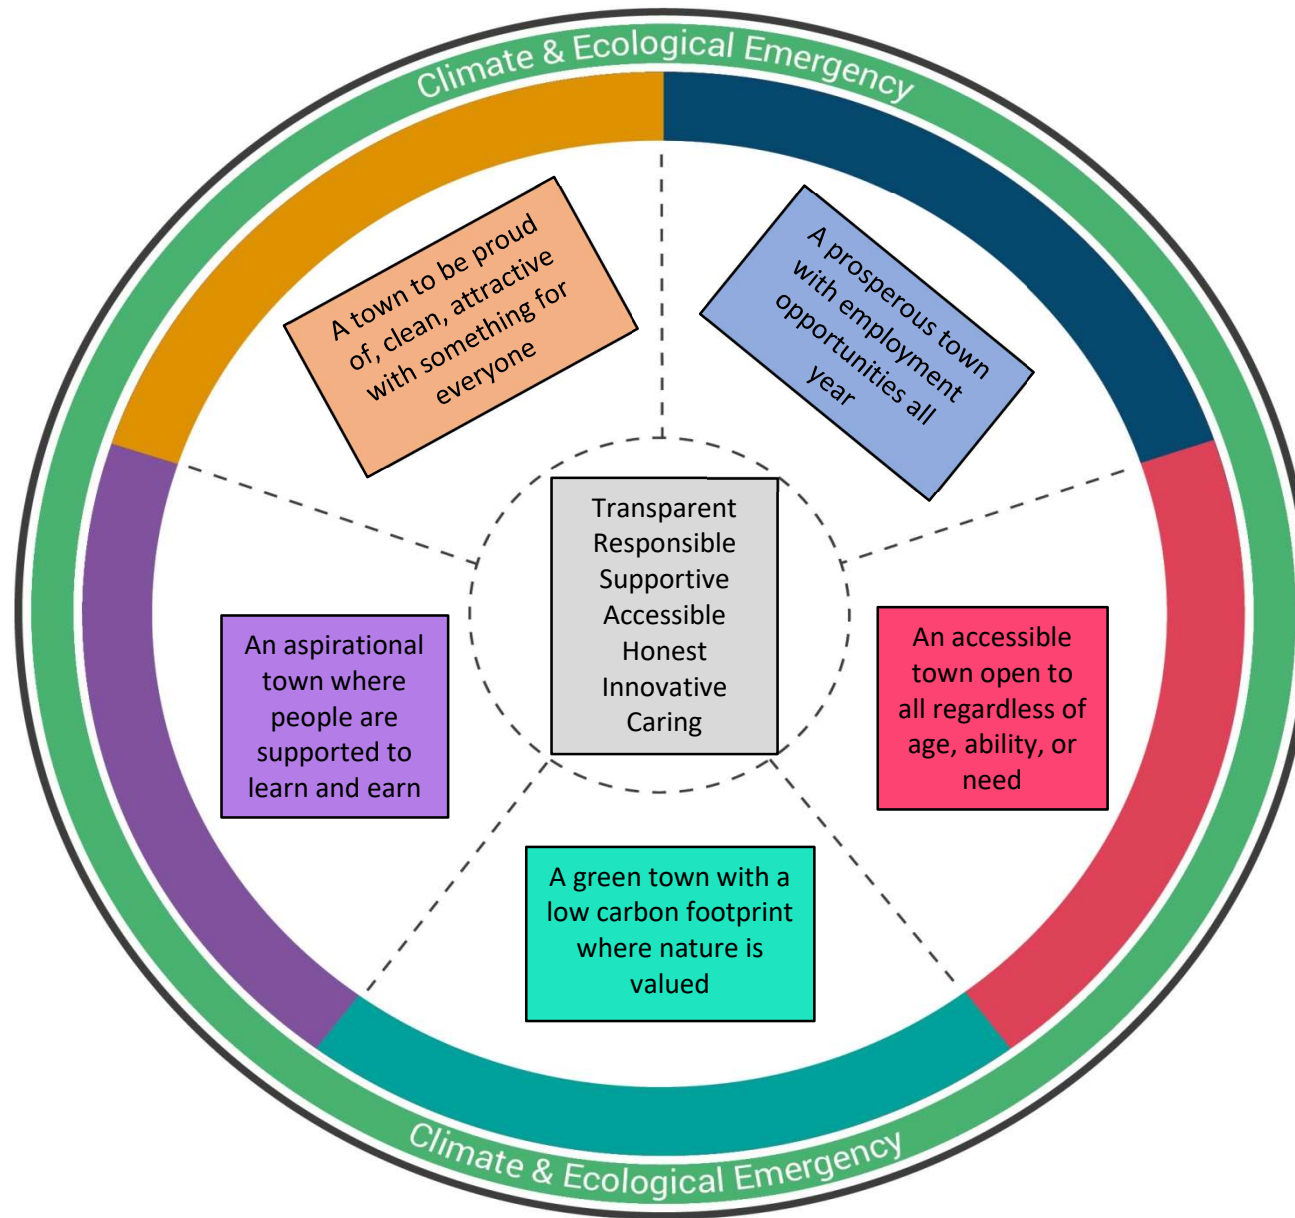 Climate & Ecological Emergency
A town to be proud
of, clean, attractive
with something for
everyone
A prosperous town
with employment
opportunities all
year
Transparent
Responsible
Supportive
Accessible
Honest
Innovative
Caring
An aspirational
town where
people are
supported to
learn and earn
An accessible
town open to
all regardless of
age, ability, or
need
A green town with a
low carbon footprint
where nature is
valued
Climate & Ecological Emergency